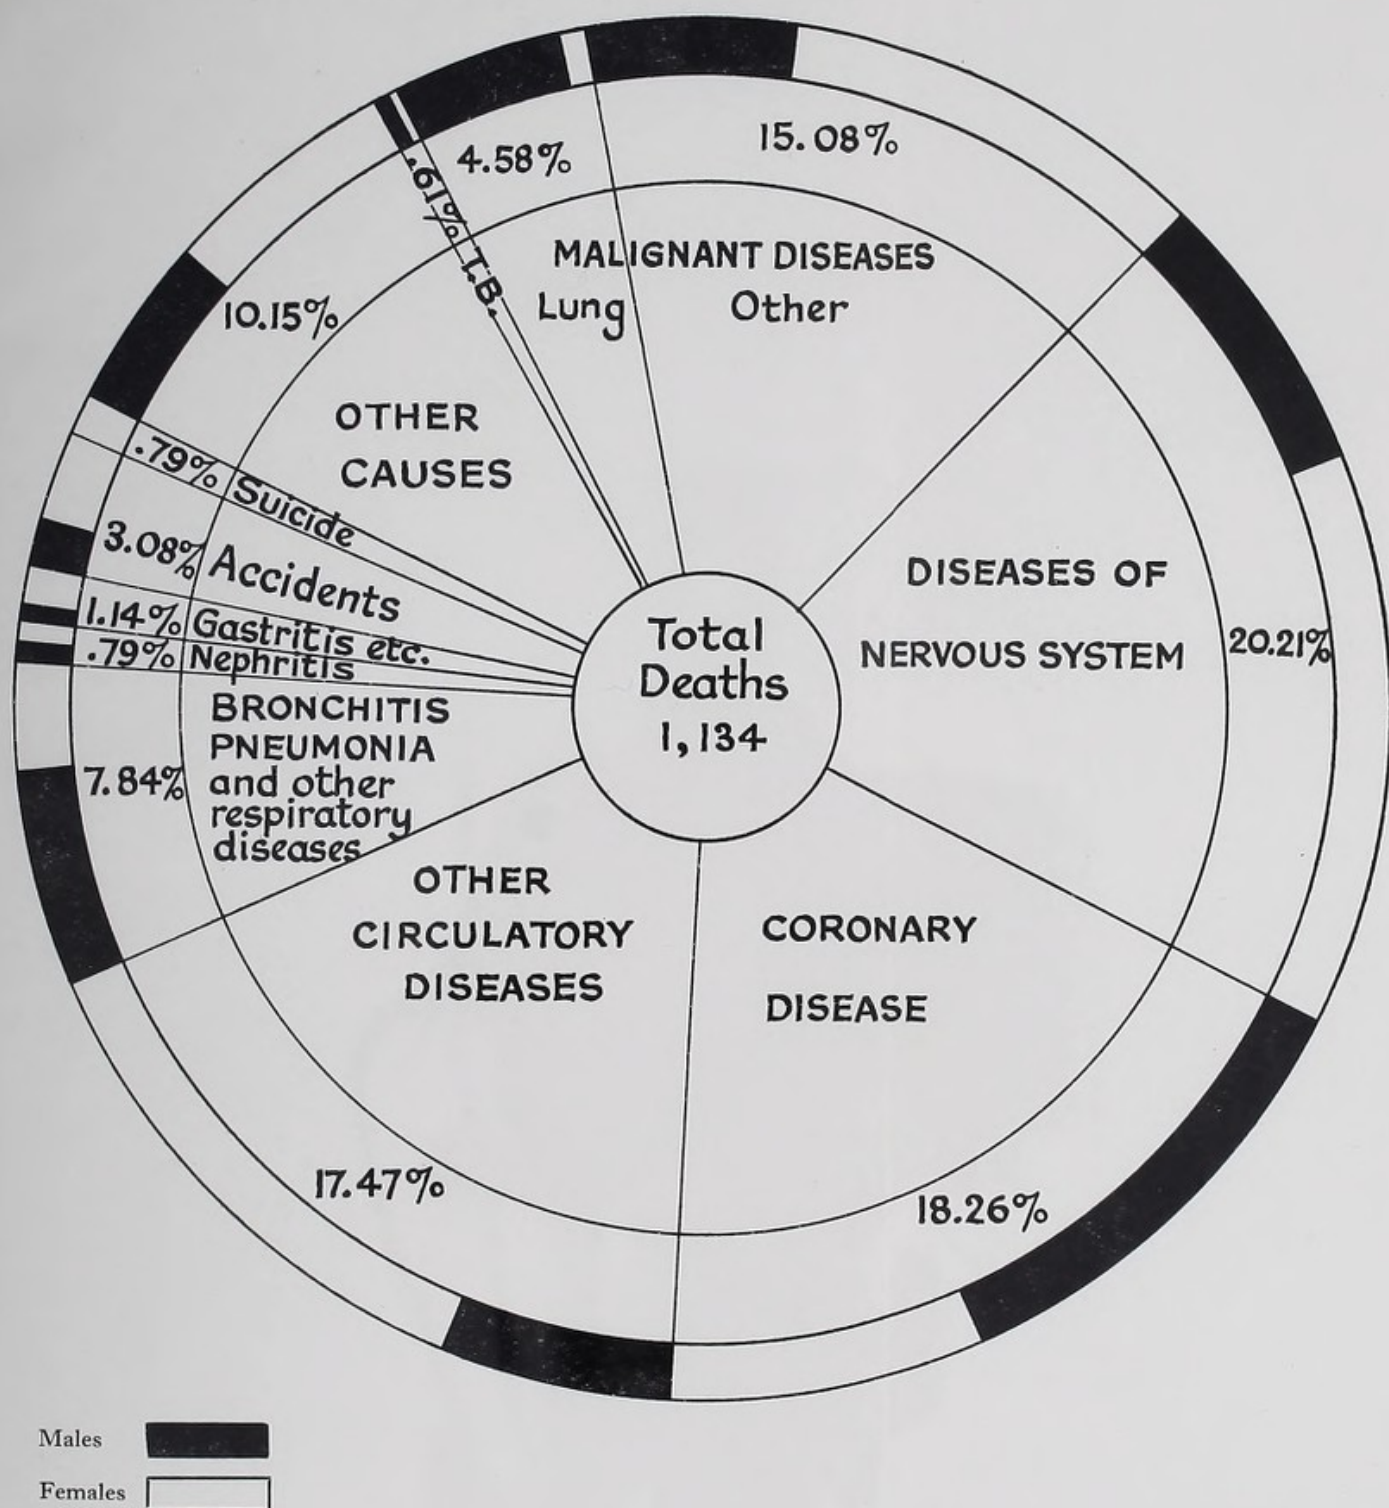 4.58%
15.08%
.61% T.B.
MALIGNANT DISEASES
Lung
Other
10.15%
OTHER
CAUSES
.79% Suicide
3.08% Accidents
1.14% Gastritis etc.
.79% Nephritis
DISEASES OF
NERVOUS SYSTEM
20.21%
Total
Deaths
1,134
BRONCHITIS
PNEUMONIA
and other
respiratory
diseases
7.84%
OTHER
CIRCULATORY
DISEASES
17.47%
CORONARY
DISEASE
18.26%
Males
Females